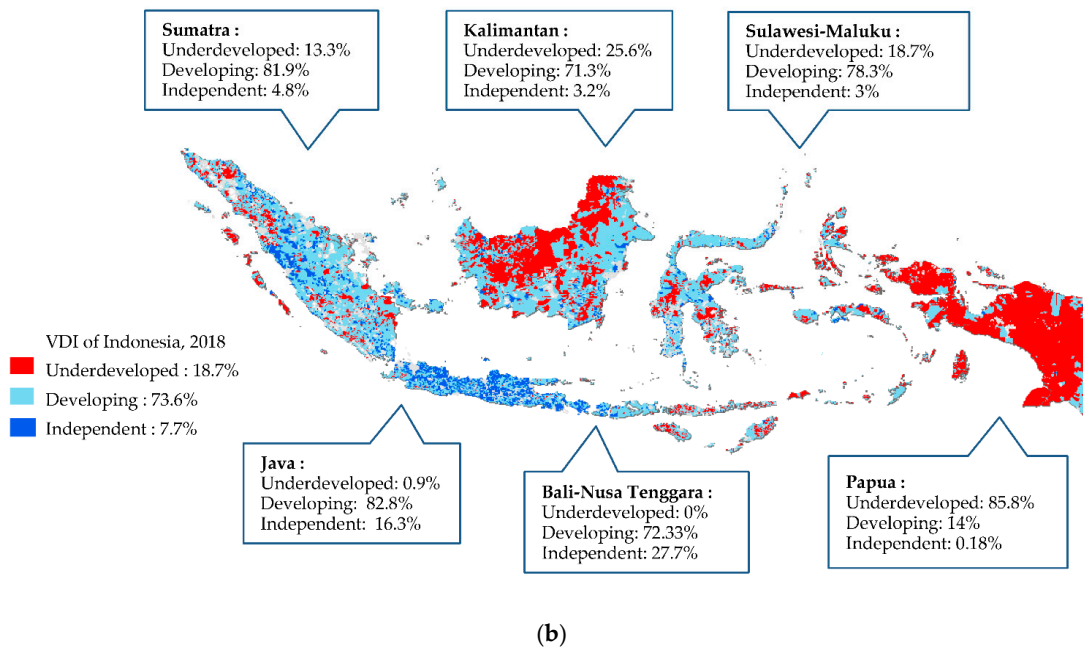 Sumatra :
Underdeveloped: 13.3%
Developing: 81.9%
Independent: 4.8%
Kalimantan :
Underdeveloped: 25.6%
Developing: 71.3%
Independent: 3.2%
Sulawesi-Maluku :
Underdeveloped: 18.7%
Developing: 78.3%
Independent: 3%
VDI of Indonesia, 2018
Underdeveloped : 18.7%
Developing : 73.6%
Independent : 7.7%
Java :
Underdeveloped: 0.9%
Developing: 82.8%
Independent: 16.3%
Bali-Nusa Tenggara :
Underdeveloped: 0%
Developing: 72.33%
Independent: 27.7%
Papua :
Underdeveloped: 85.8%
Developing: 14%
Independent: 0.18%
(b)